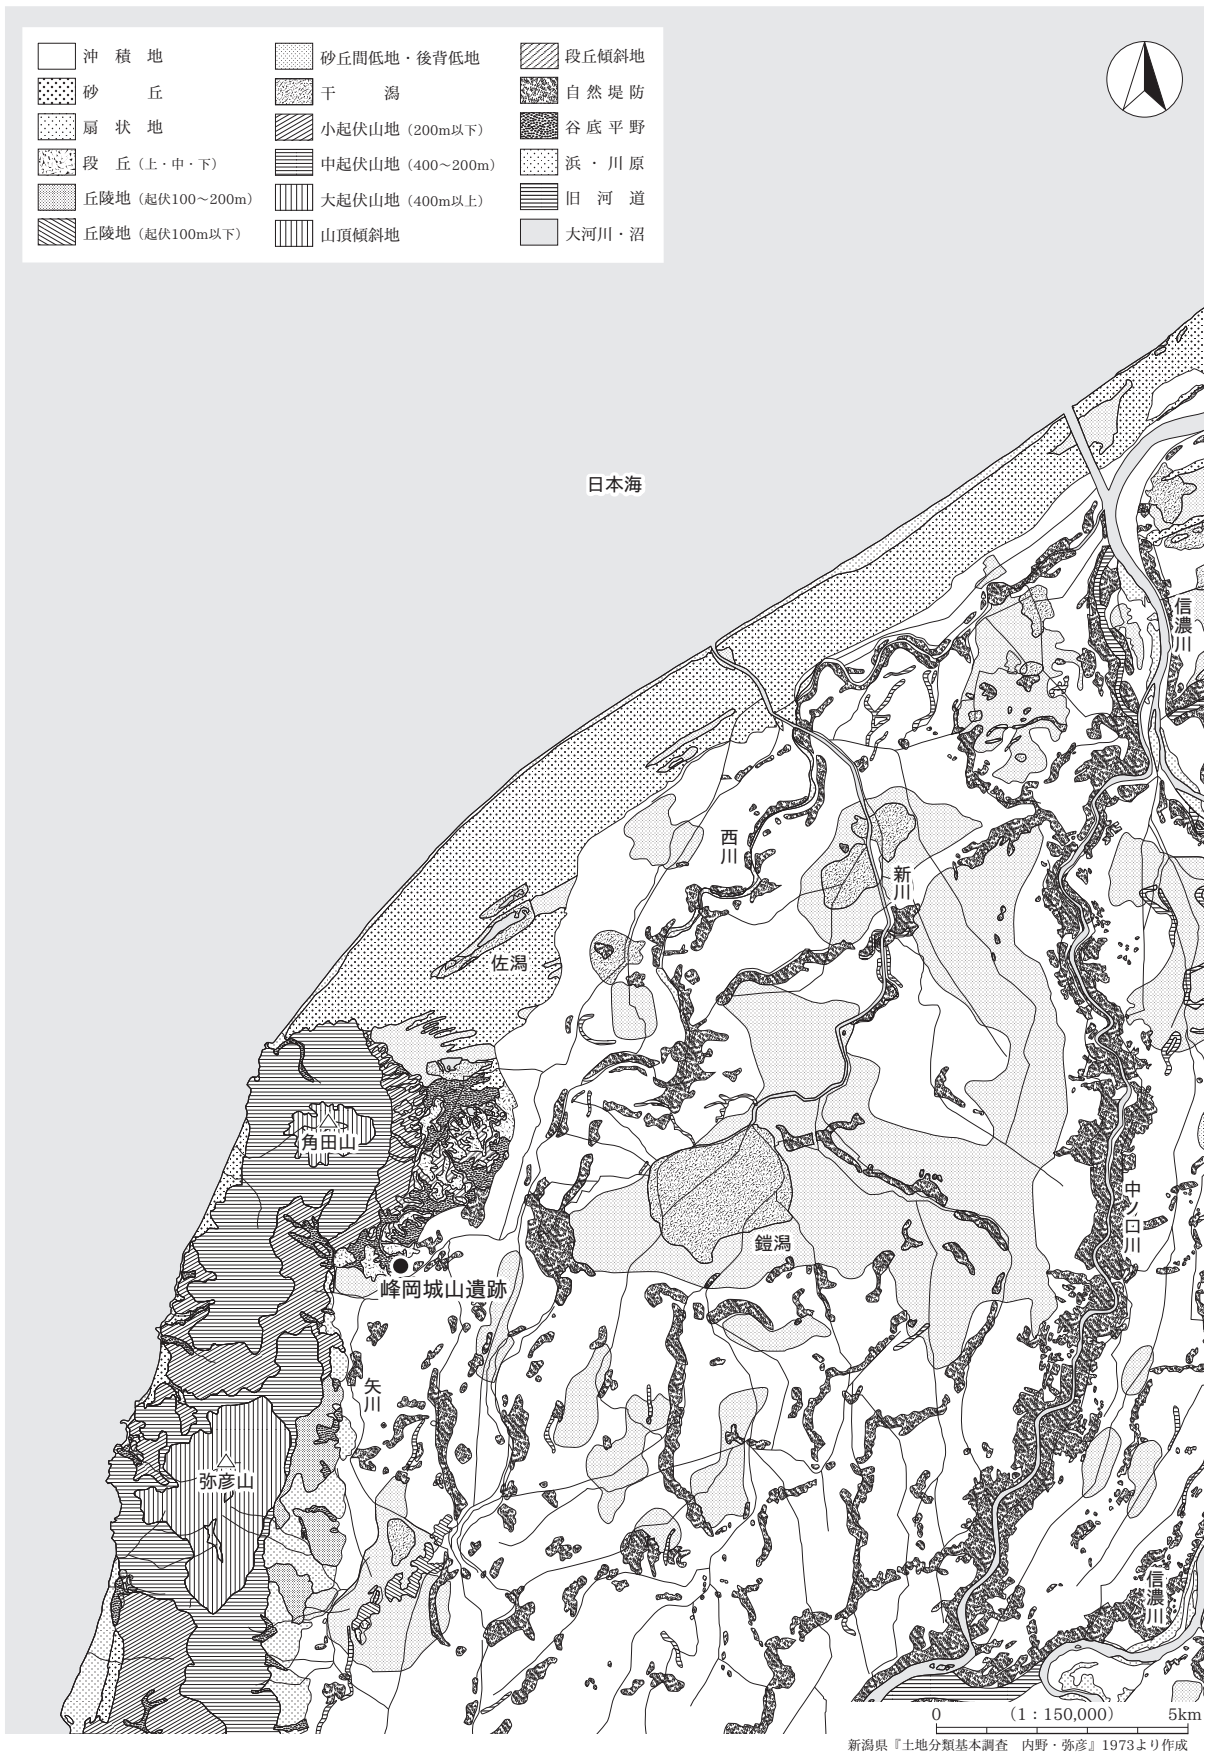 沖積地
砂丘
扇状地
段丘（上・中・下）
丘陵地（起伏100～200m）
丘陵地（起伏100m以下）
砂丘間低地・後背低地
干潟
小起伏山地（200m以下）
中起伏山地（400～200m）
大起伏山地（400m以上）
山頂傾斜地
段丘傾斜地
自然堤防
谷底平野
浜・川原
旧河道
大河川・沼
日本海
信濃川
西川
新川
佐潟
角田山
中ノ口川
鎧潟
峰岡城山遺跡
矢川
弥彦山
信濃川
0 （1：150,000） 5km
新潟県『土地分類基本調査　内野・弥彦』1973より作成